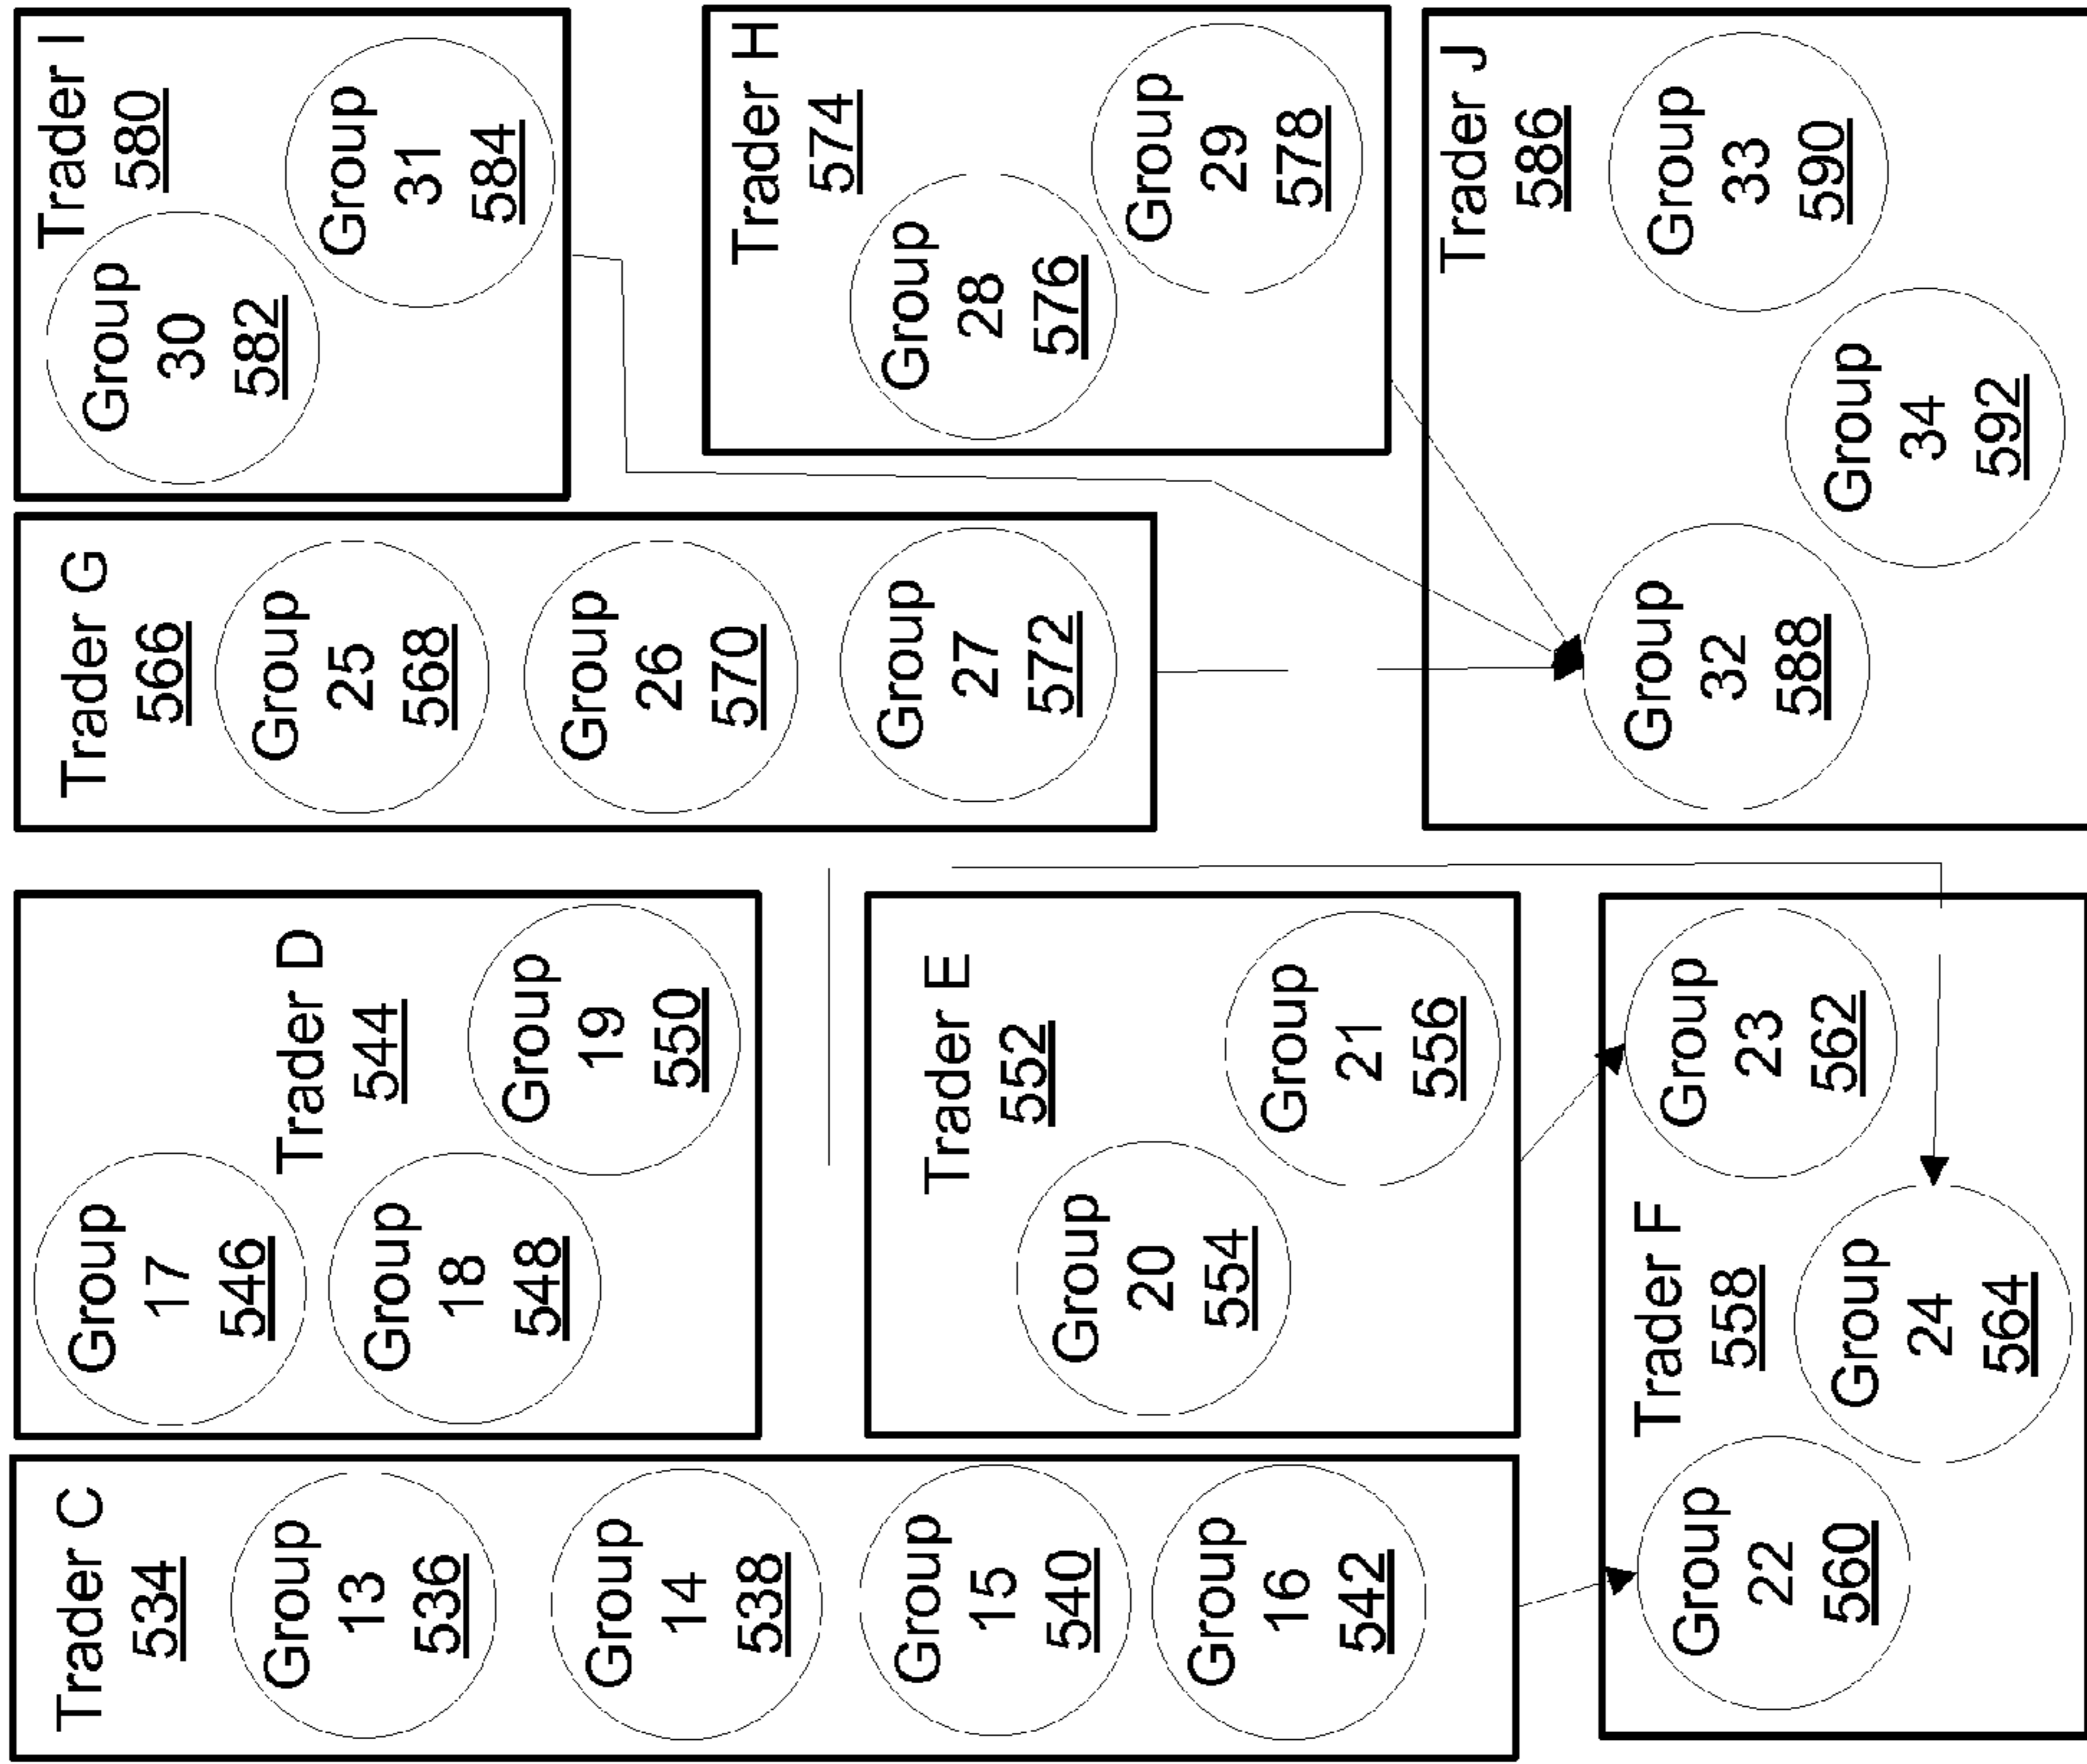 Trader C
534
Group
13
536
Group
14
538
Group
15
540
Group
16
542
Trader D
544
Group
17
546
Group
18
548
Group
19
550
Trader E
552
Group
20
554
Group
21
556
Trader F
558
Group
22
560
Group
23
562
Group
24
564
Trader G
566
Group
25
568
Group
26
570
Group
27
572
Trader H
574
Group
28
576
Group
29
578
Trader I
580
Group
30
582
Group
31
584
Trader J
586
Group
32
588
Group
33
590
Group
34
592